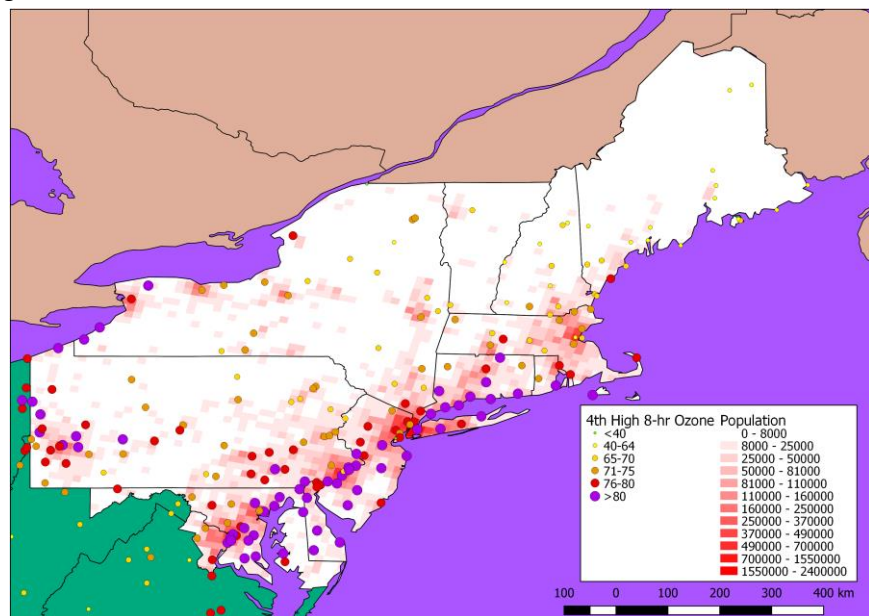 4th High 8-hr Ozone Population
<40 0 - 8000
40-64 8000 - 25000
65-70 25000 - 50000
71-75 50000 - 81000
76-80 81000 - 110000
>80 110000 - 160000
160000 - 250000
250000 - 370000
370000 - 490000
490000 - 700000
700000 - 1550000
1550000 - 2400000
100 0 100 200 300 400 km